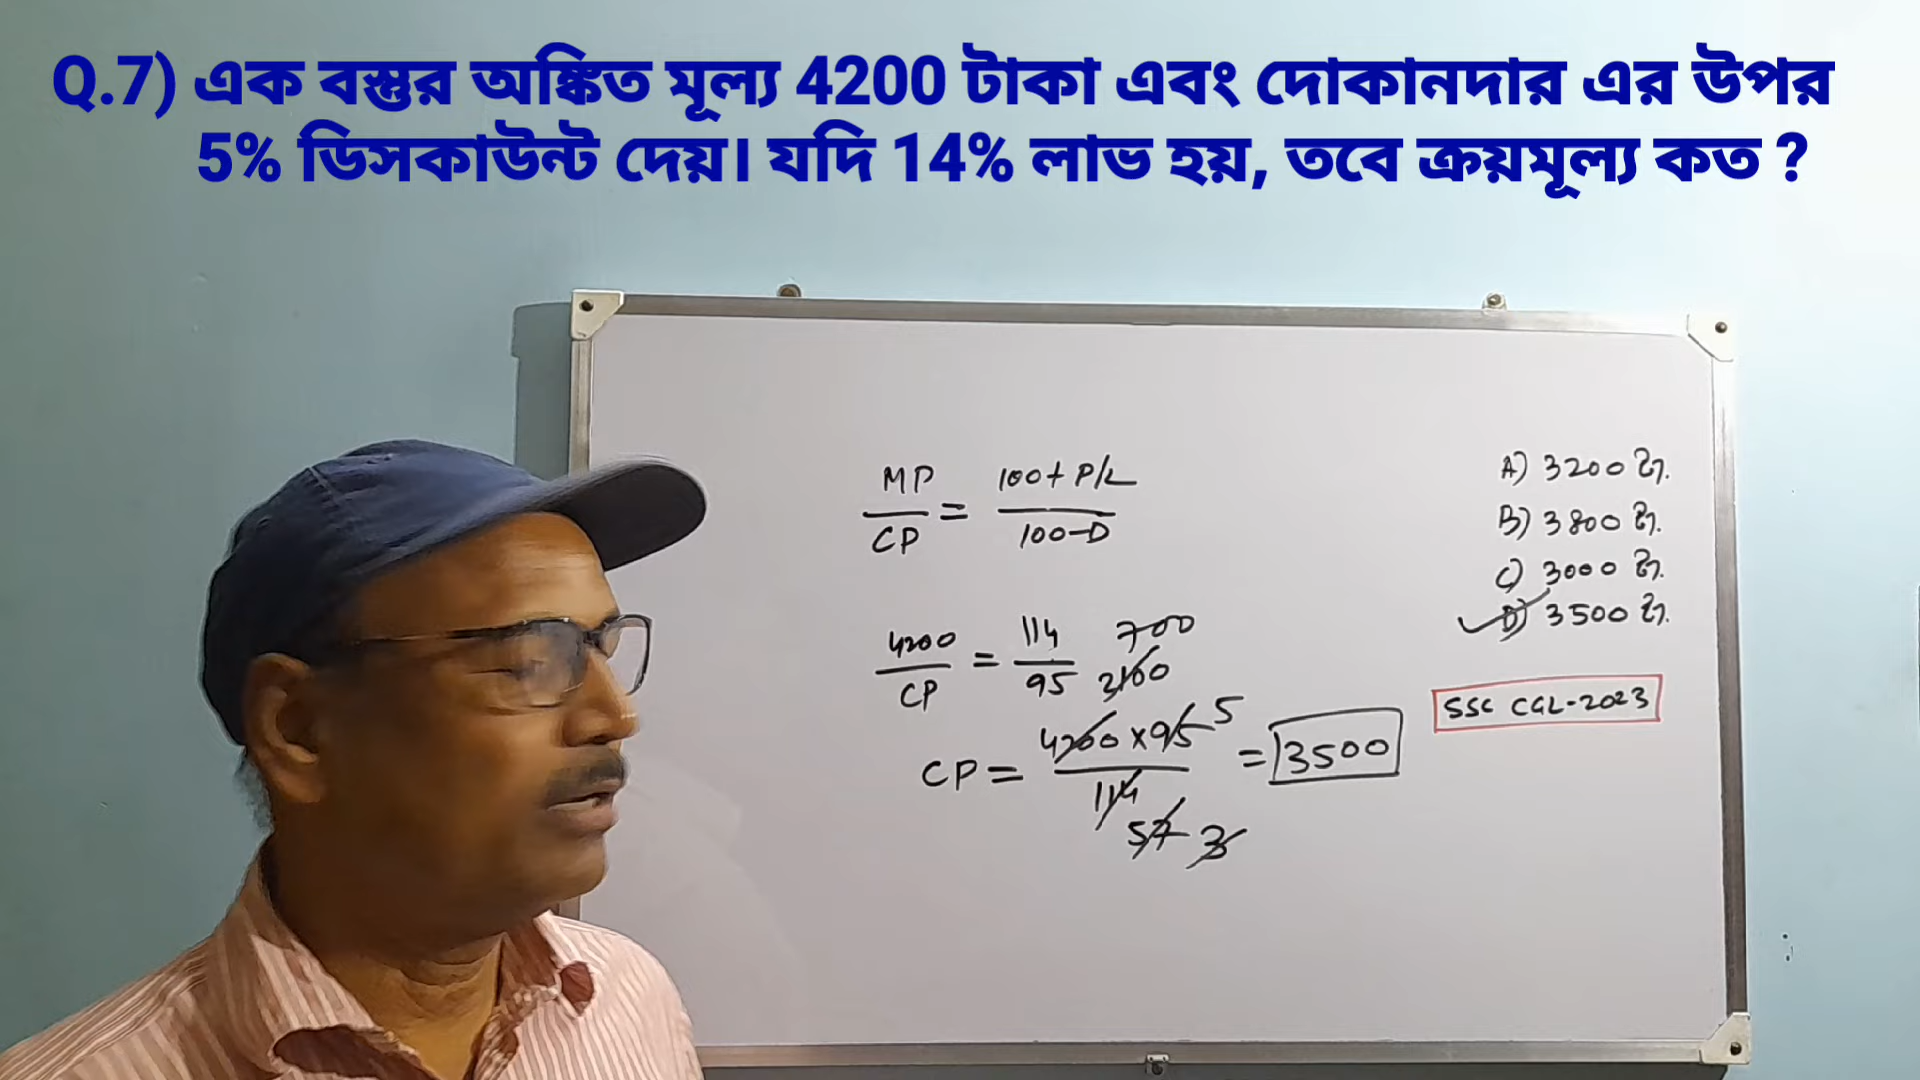 Q.7) এক বস্তুর অঙ্কিত মূল্য 4200 টাকা এবং দোকানদার এর উপর
5% ডিসকাউন্ট দেয়। যদি 14% লাভ হয়, তবে ক্রয়মূল্য কত ?
MP/CP = 100+P/L / 100-D
A) 3200 টা.
B) 3800 টা.
C) 3000 টা.
D) 3500 টা.
4200/CP = 114/95
700
2100
CP = 4200 x 95 / 114 = 3500
5
57 3
SSC CGL-2023